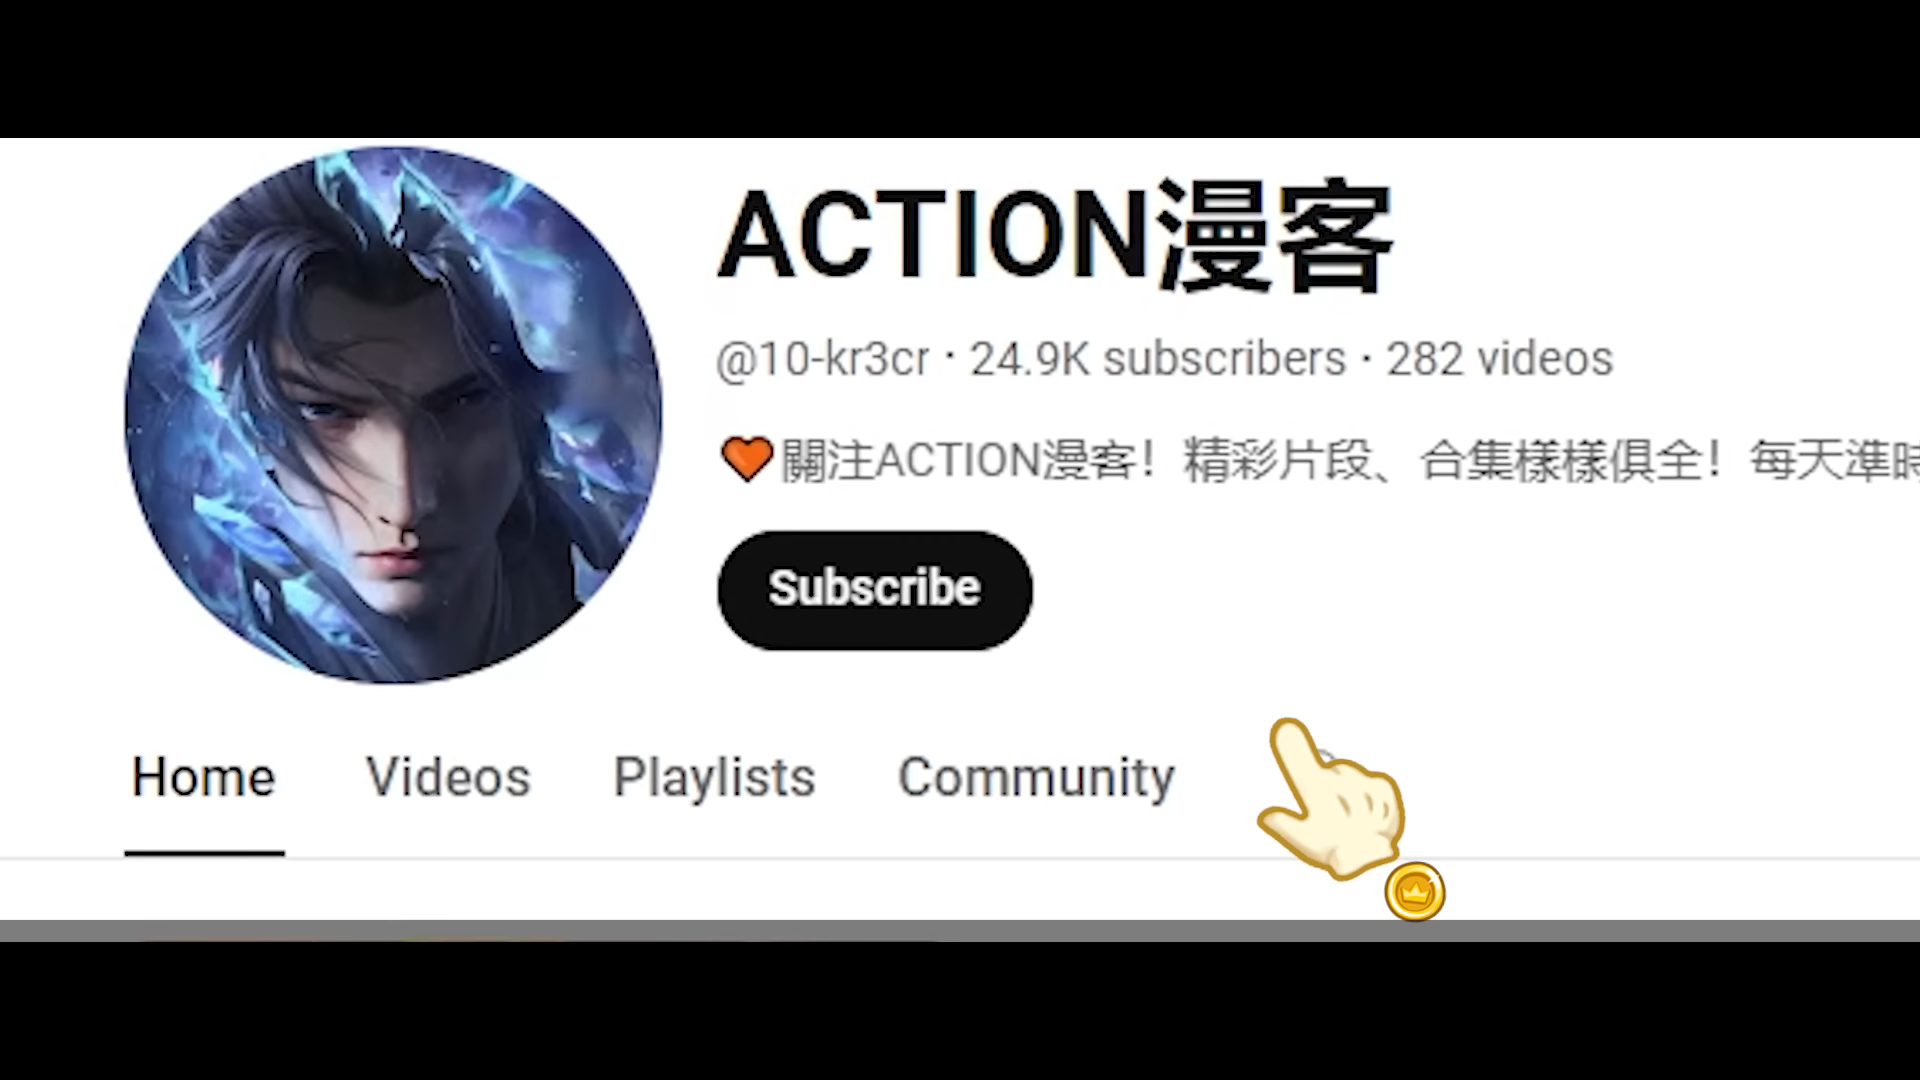 ACTION漫客
@10-kr3cr · 24.9K subscribers · 282 videos
🧡關注ACTION漫客！精彩片段、合集樣樣俱全！每天準時
Subscribe
Home Videos Playlists Community